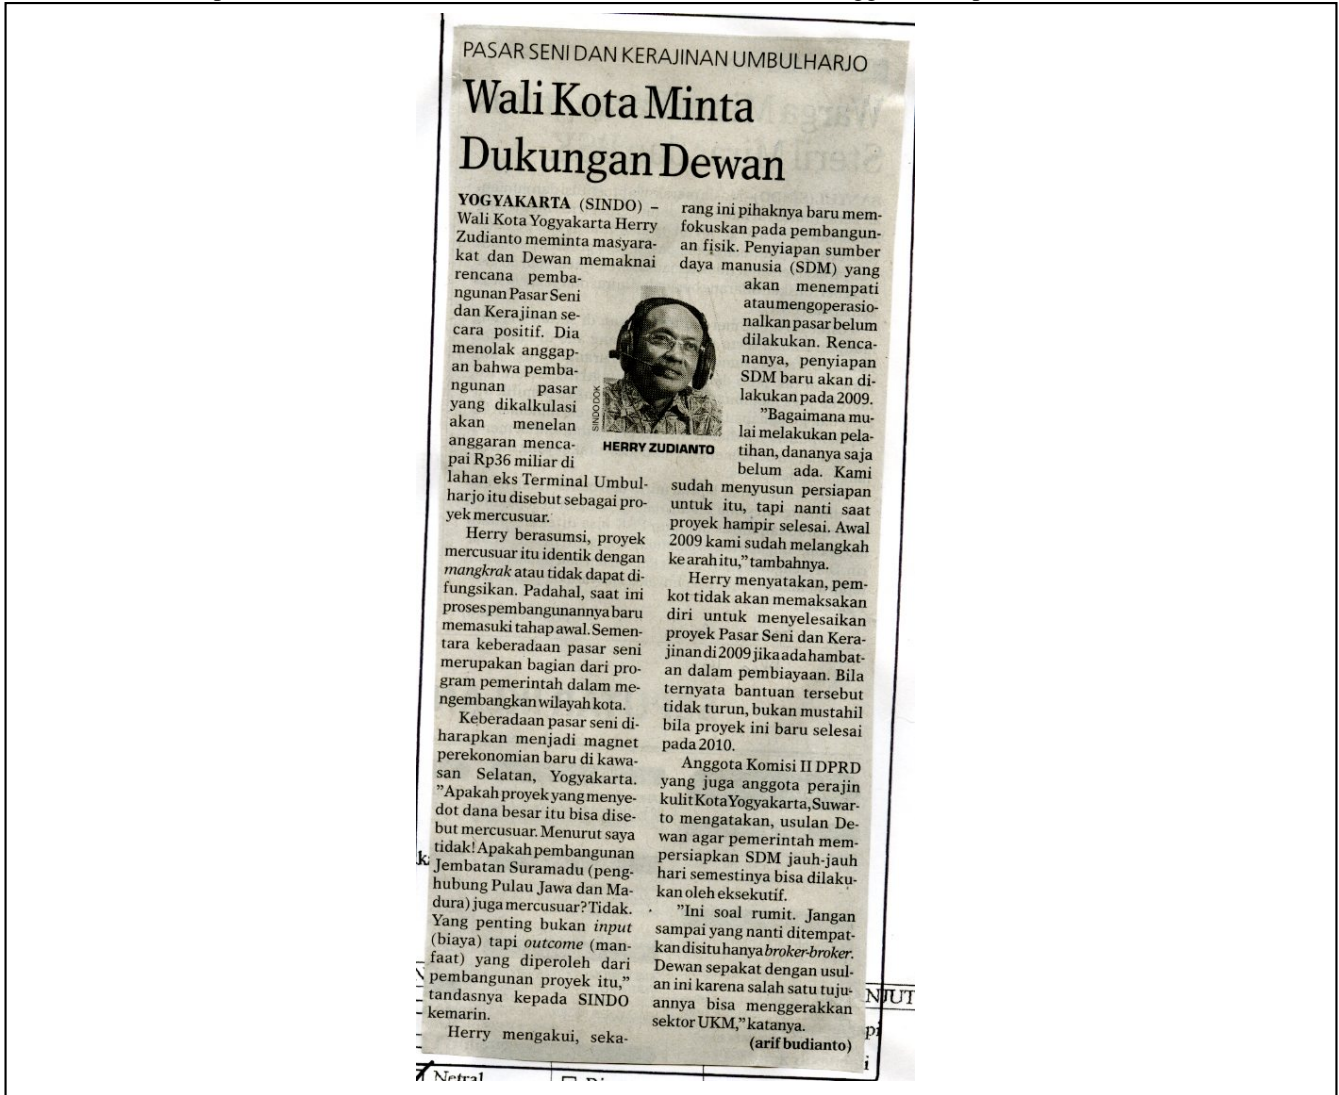 PASAR SENI DAN KERAJINAN UMBULHARJO
Wali Kota Minta
Dukungan Dewan
YOGYAKARTA (SINDO) –
Wali Kota Yogyakarta Herry
Zudianto meminta masyara-
kat dan Dewan memaknai
rencana pemba-
ngunan Pasar Seni
dan Kerajinan se-
cara positif. Dia
menolak anggap-
an bahwa pemba-
ngunan pasar
yang dikalkulasi
akan menelan
anggaran menca-
pai Rp36 miliar di
lahan eks Terminal Umbul-
harjo itu disebut sebagai pro-
yek mercusuar.
Herry berasumsi, proyek
mercusuar itu identik dengan
mangkrak atau tidak dapat di-
fungsikan. Padahal, saat ini
proses pembangunannya baru
memasuki tahap awal. Semen-
tara keberadaan pasar seni
merupakan bagian dari pro-
gram pemerintah dalam me-
ngembangkan wilayah kota.
Keberadaan pasar seni di-
harapkan menjadi magnet
perekonomian baru di kawa-
san Selatan, Yogyakarta.
"Apakah proyek yang menye-
dot dana besar itu bisa dise-
but mercusuar. Menurut saya
tidak! Apakah pembangunan
Jembatan Suramadu (peng-
hubung Pulau Jawa dan Ma-
dura) juga mercusuar? Tidak.
Yang penting bukan input
(biaya) tapi outcome (man-
faat) yang diperoleh dari
pembangunan proyek itu,"
tandasnya kepada SINDO
kemarin.
Herry mengakui, seka-
rang ini pihaknya baru mem-
fokuskan pada pembangun-
an fisik. Penyiapan sumber
daya manusia (SDM) yang
akan menempati
atau mengoperasio-
nalkan pasar belum
dilakukan. Renca-
nanya, penyiapan
SDM baru akan di-
lakukan pada 2009.
"Bagaimana mu-
lai melakukan pela-
tihan, dananya saja
belum ada. Kami
sudah menyusun persiapan
untuk itu, tapi nanti saat
proyek hampir selesai. Awal
2009 kami sudah melangkah
ke arah itu," tambahnya.
Herry menyatakan, pem-
kot tidak akan memaksakan
diri untuk menyelesaikan
proyek Pasar Seni dan Kera-
jinan di 2009 jika ada hambat-
an dalam pembiayaan. Bila
ternyata bantuan tersebut
tidak turun, bukan mustahil
bila proyek ini baru selesai
pada 2010.
Anggota Komisi II DPRD
yang juga anggota perajin
kulit Kota Yogyakarta, Suwar-
to mengatakan, usulan De-
wan agar pemerintah mem-
persiapkan SDM jauh-jauh
hari semestinya bisa dilaku-
kan oleh eksekutif.
"Ini soal rumit. Jangan
sampai yang nanti ditempat-
kan disitu hanya broker-broker.
Dewan sepakat dengan usul-
an ini karena salah satu tuju-
annya bisa menggerakkan
sektor UKM," katanya.
(arif budianto)
SINDO DOK
HERRY ZUDIANTO
NJUT
Netral